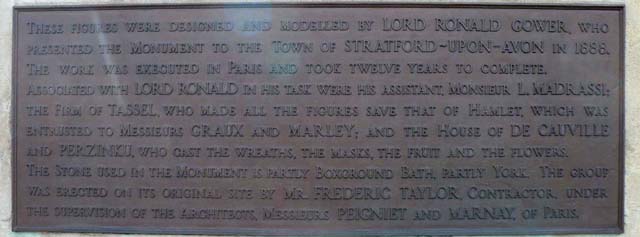 These figures were designed and modelled by LORD RONALD GOWER, who
presented the Monument to the Town of STRATFORD-UPON-AVON in 1888.
The work was executed in Paris and took twelve years to complete.
Associated with LORD RONALD in his task were his assistant, Monsieur L. MADRASSI:
the Firm of TASSEL, who made all the figures save that of Hamlet, which was
entrusted to Messieurs GRAUX and MARLEY; and the House of DE CAUVILLE
and PERZINKU, who cast the wreaths, the masks, the fruit and the flowers.
The Stone used in the Monument is partly Boxground Bath, partly York. The group
was erected on its original site by MR. FREDERIC TAYLOR, Contractor, under
the supervision of the Architects, Messieurs PEIGNIET and MARNAY, of Paris.